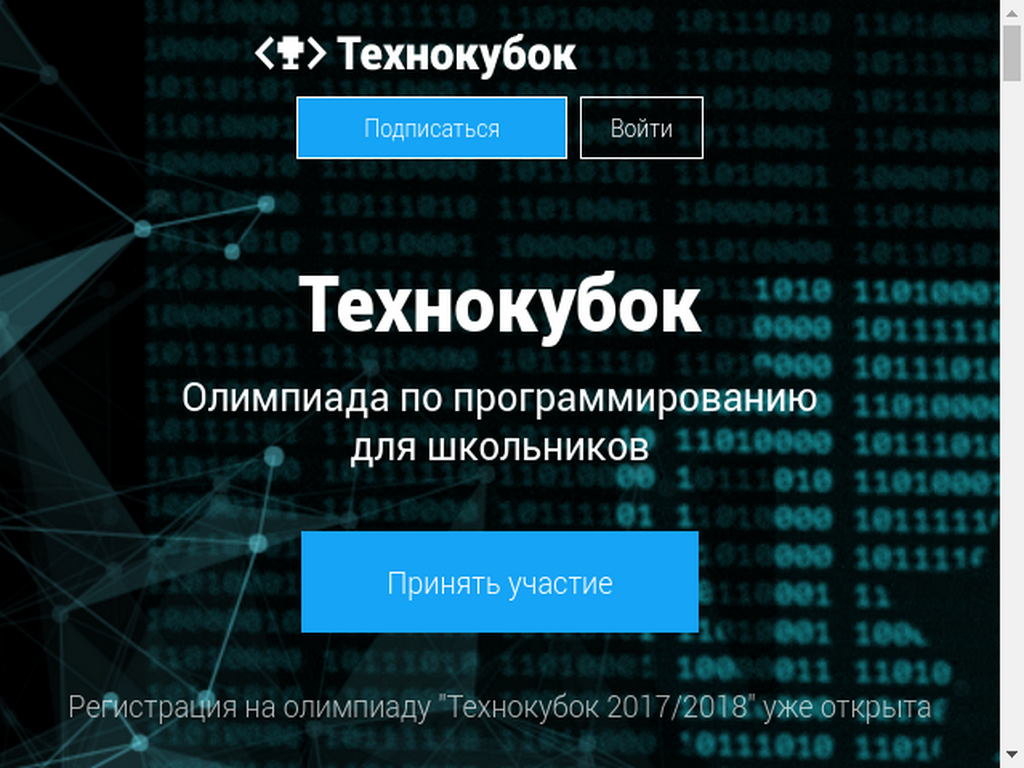 Технокубок
Подписаться
Войти
Технокубок
Олимпиада по программированию
для школьников
Принять участие
Регистрация на олимпиаду "Технокубок 2017/2018" уже открыта